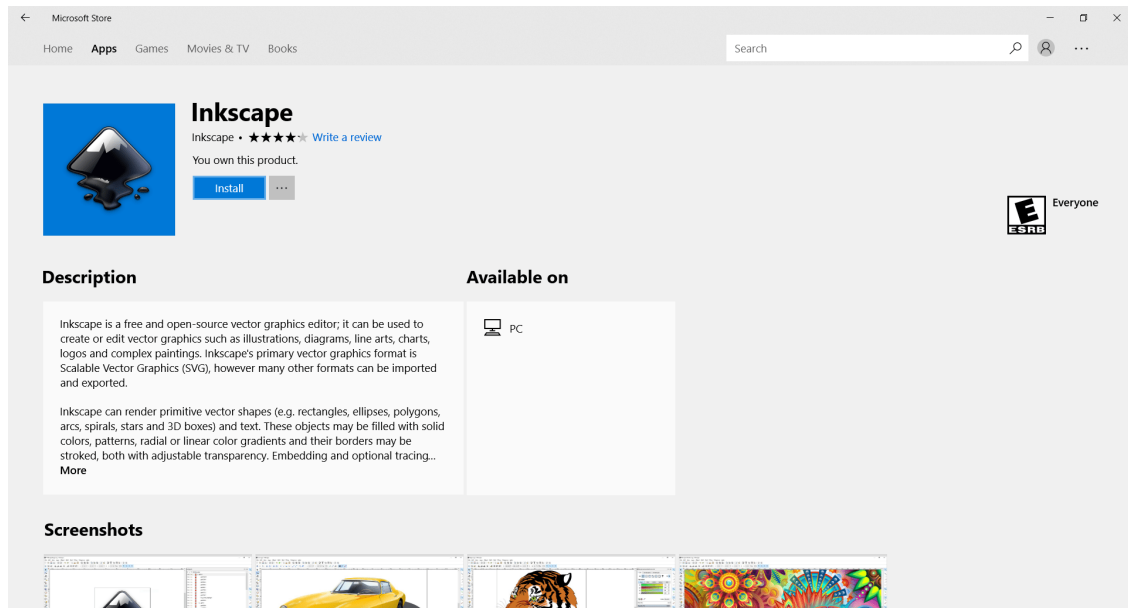 Microsoft Store
Home Apps Games Movies & TV Books Search
Inkscape
Inkscape • Write a review
You own this product.
Install ...
E
ESRB
Everyone
Description
Available on
Inkscape is a free and open-source vector graphics editor; it can be used to
create or edit vector graphics such as illustrations, diagrams, line arts, charts,
logos and complex paintings. Inkscape's primary vector graphics format is
Scalable Vector Graphics (SVG), however many other formats can be imported
and exported.
Inkscape can render primitive vector shapes (e.g. rectangles, ellipses, polygons,
arcs, spirals, stars and 3D boxes) and text. These objects may be filled with solid
colors, patterns, radial or linear color gradients and their borders may be
stroked, both with adjustable transparency. Embedding and optional tracing...
More
PC
Screenshots